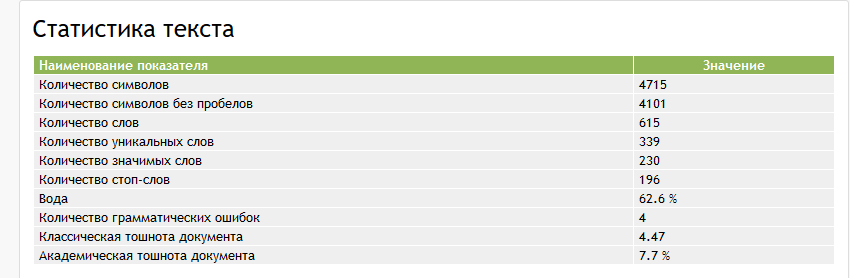 Статистика текста
Наименование показателя Значение
Количество символов 4715
Количество символов без пробелов 4101
Количество слов 615
Количество уникальных слов 339
Количество значимых слов 230
Количество стоп-слов 196
Вода 62.6 %
Количество грамматических ошибок 4
Классическая тошнота документа 4.47
Академическая тошнота документа 7.7 %